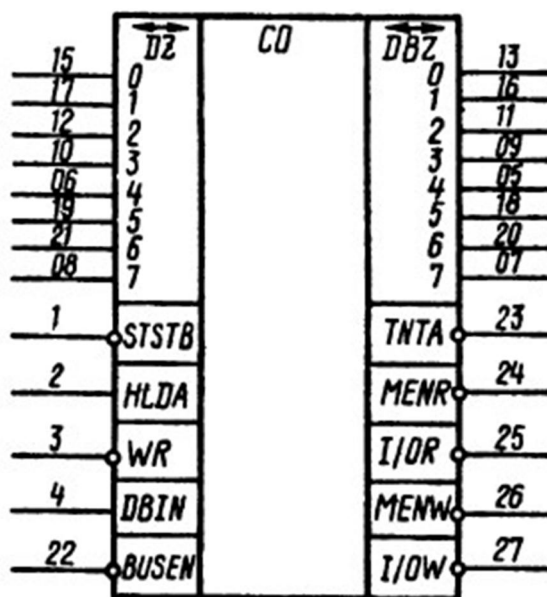 DZ CO DBZ
15 0 0 13
17 1 1 16
12 2 2 11
10 3 3 09
06 4 4 05
19 5 5 18
21 6 6 20
08 7 7 07
1 STSTB TNTA 23
2 HLDA MENR 24
3 WR I/OR 25
4 DBIN MENW 26
22 BUSEN I/OW 27